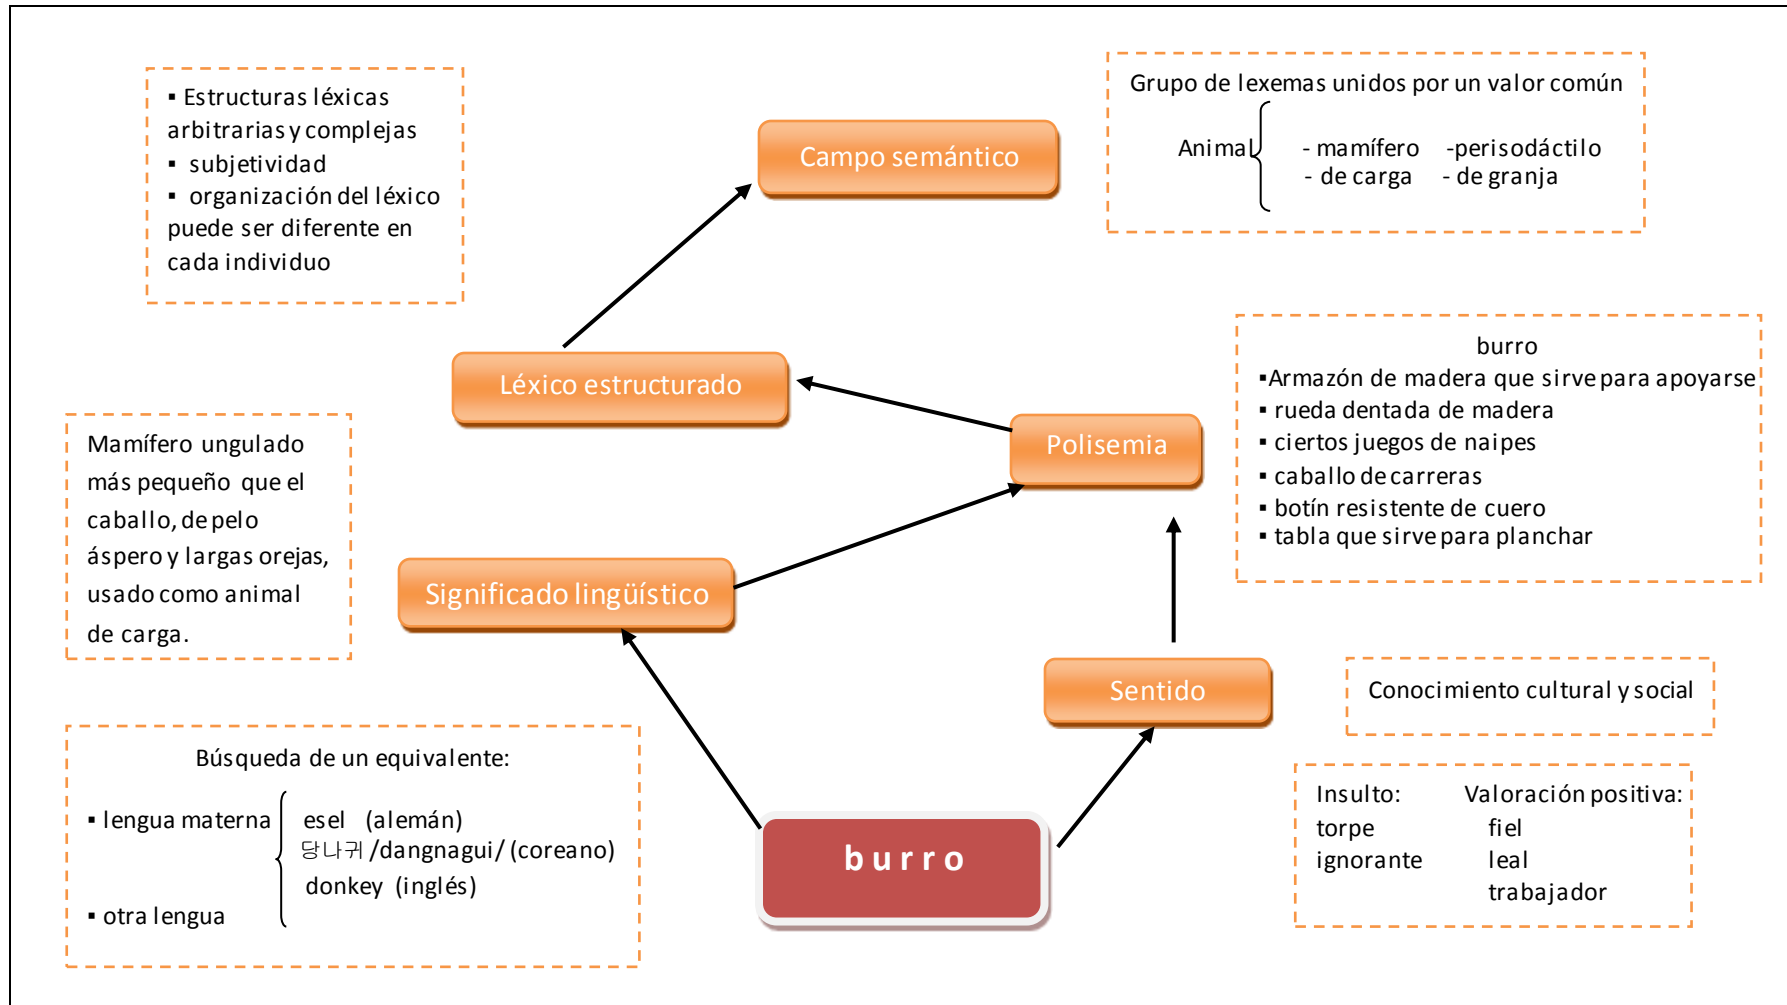 ▪ Estructuras léxicas
arbitrarias y complejas
▪ subjetividad
▪ organización del léxico
puede ser diferente en
cada individuo
Campo semántico
Grupo de lexemas unidos por un valor común
Animal - mamífero -perisodáctilo
- de carga - de granja
Léxico estructurado
Polisemia
burro
▪Armazón de madera que sirve para apoyarse
▪ rueda dentada de madera
▪ ciertos juegos de naipes
▪ caballo de carreras
▪ botín resistente de cuero
▪ tabla que sirve para planchar
Mamífero ungulado
más pequeño que el
caballo, de pelo
áspero y largas orejas,
usado como animal
de carga.
Significado lingüístico
Sentido
Conocimiento cultural y social
Búsqueda de un equivalente:
▪ lengua materna esel (alemán)
당나귀 /dangnagui/ (coreano)
donkey (inglés)
▪ otra lengua
burro
Insulto: Valoración positiva:
torpe fiel
ignorante leal
trabajador